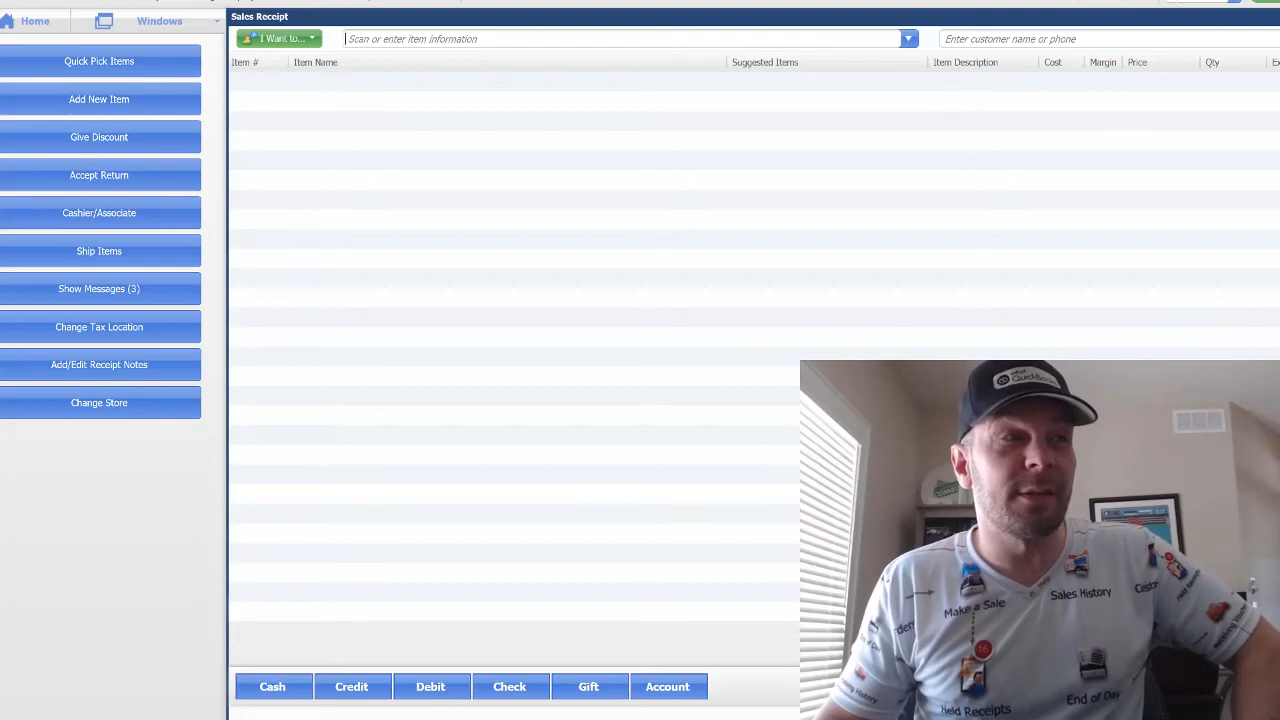 Home
Windows
Sales Receipt
I Want to...
Scan or enter item information
Enter customer name or phone
Item #
Item Name
Suggested Items
Item Description
Cost
Margin
Price
Qty
Quick Pick Items
Add New Item
Give Discount
Accept Return
Cashier/Associate
Ship Items
Show Messages (3)
Change Tax Location
Add/Edit Receipt Notes
Change Store
Make a Sale
Sales History
16
Held Receipts
End of Day
Cash
Credit
Debit
Check
Gift
Account